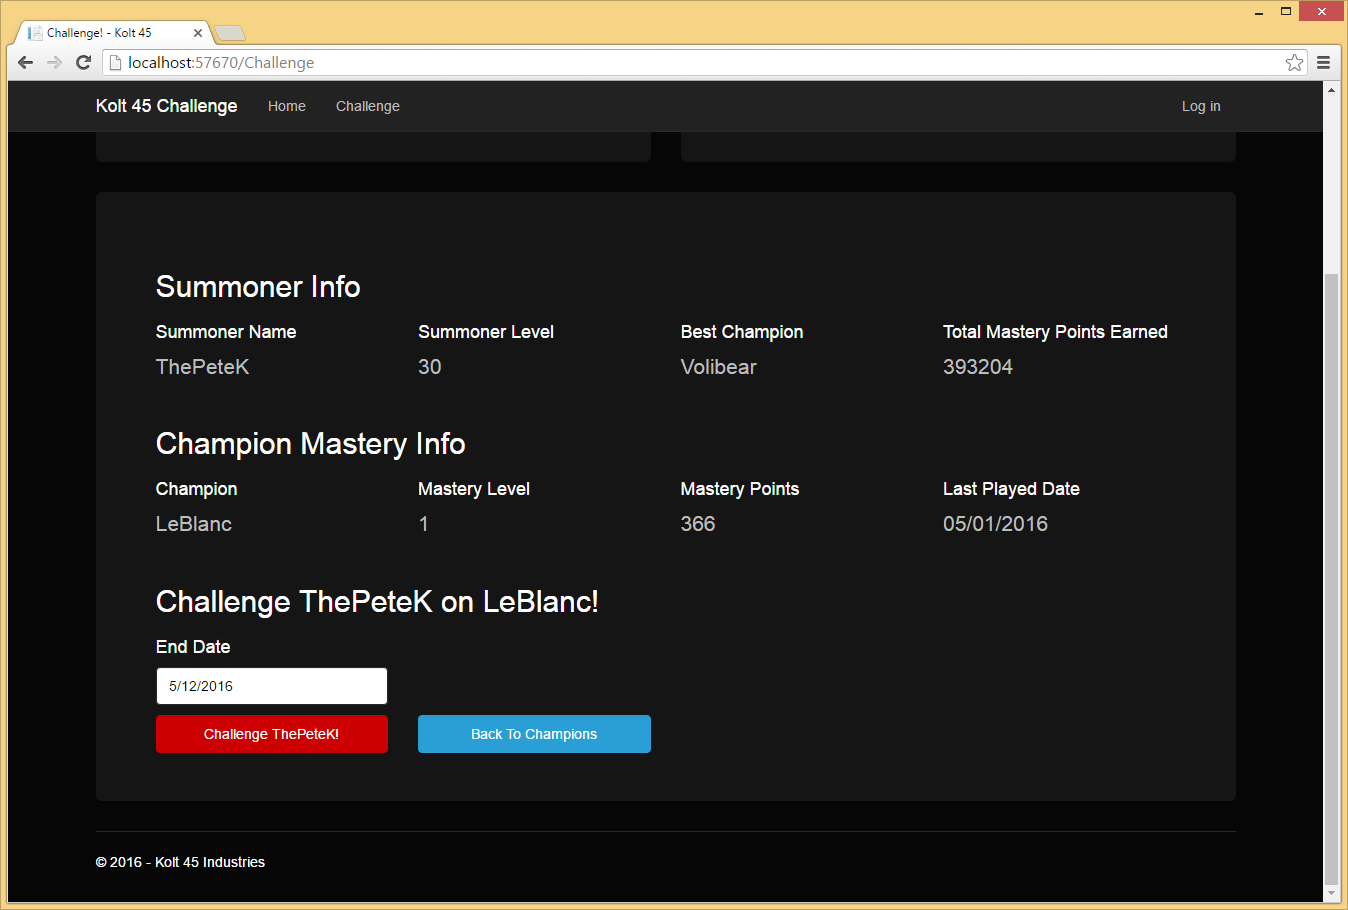 Challenge! - Kolt 45
localhost:57670/Challenge
Kolt 45 Challenge Home Challenge Log in
Summoner Info
Summoner Name Summoner Level Best Champion Total Mastery Points Earned
ThePeteK 30 Volibear 393204
Champion Mastery Info
Champion Mastery Level Mastery Points Last Played Date
LeBlanc 1 366 05/01/2016
Challenge ThePeteK on LeBlanc!
End Date
5/12/2016
Challenge ThePeteK! Back To Champions
© 2016 - Kolt 45 Industries